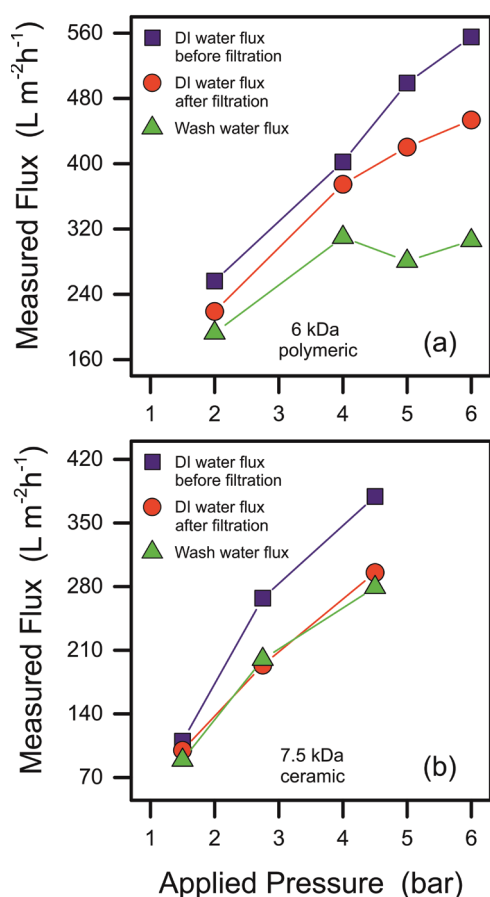 Measured Flux (L m-2h-1)
560
480
400
320
240
160
DI water flux
before filtration
DI water flux
after filtration
Wash water flux
6 kDa
polymeric
(a)
1 2 3 4 5 6
Measured Flux (L m-2h-1)
420
350
280
210
140
70
DI water flux
before filtration
DI water flux
after filtration
Wash water flux
7.5 kDa
ceramic
(b)
1 2 3 4 5 6
Applied Pressure (bar)